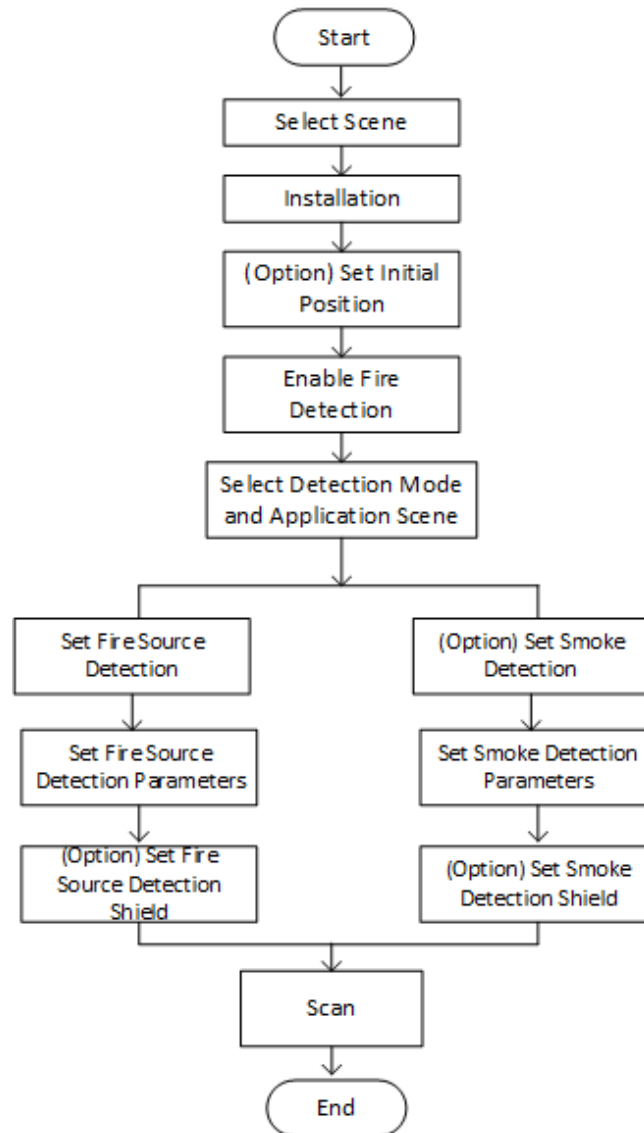 Start
Select Scene
Installation
(Option) Set Initial
Position
Enable Fire
Detection
Select Detection Mode
and Application Scene
Set Fire Source
Detection
Set Fire Source
Detection Parameters
(Option) Set Fire
Source Detection
Shield
(Option) Set Smoke
Detection
Set Smoke Detection
Parameters
(Option) Set Smoke
Detection Shield
Scan
End